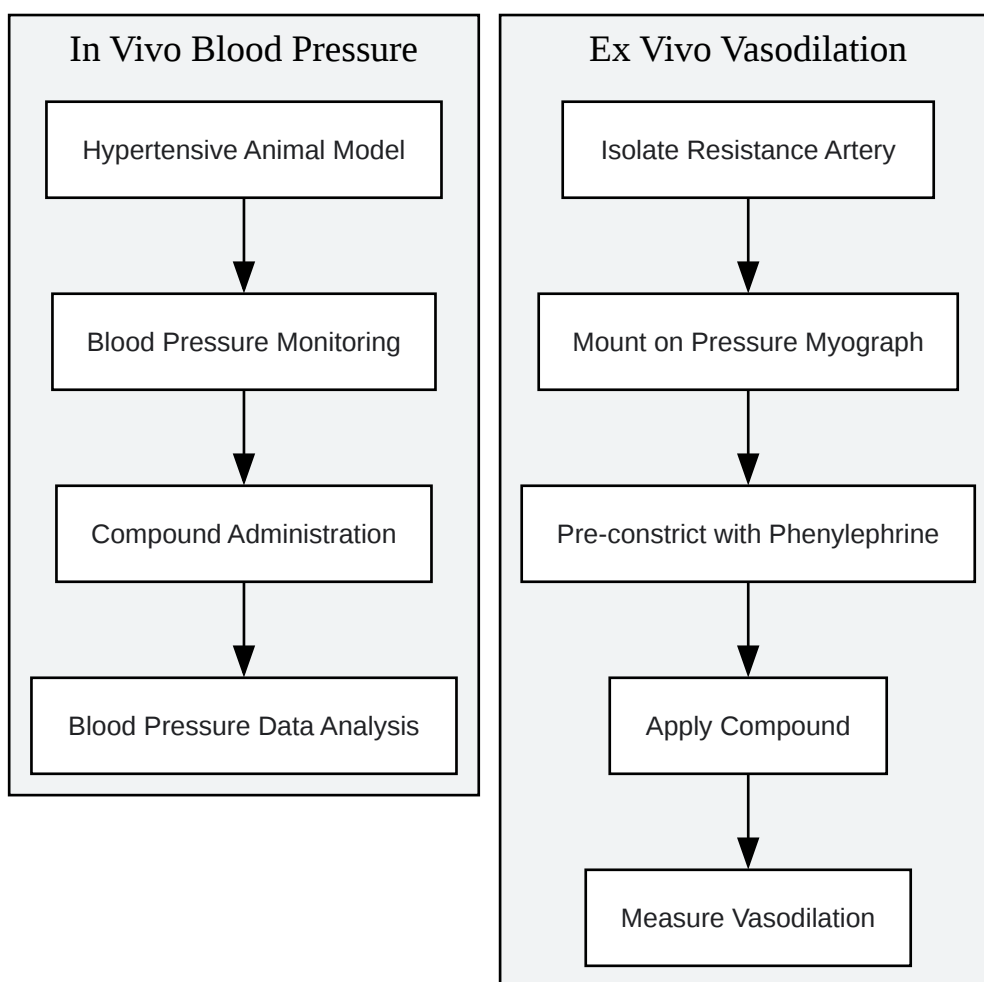 In Vivo Blood Pressure
Hypertensive Animal Model
Blood Pressure Monitoring
Compound Administration
Blood Pressure Data Analysis
Ex Vivo Vasodilation
Isolate Resistance Artery
Mount on Pressure Myograph
Pre-constrict with Phenylephrine
Apply Compound
Measure Vasodilation